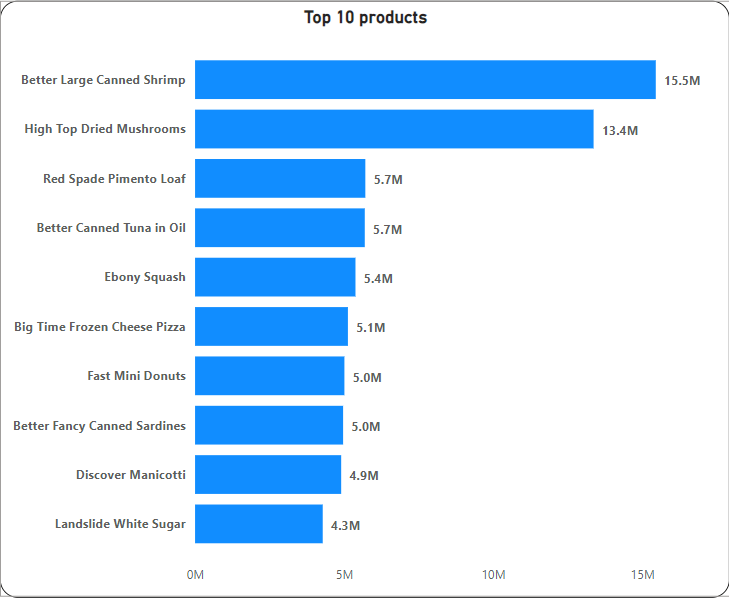 Top 10 products
Better Large Canned Shrimp 15.5M
High Top Dried Mushrooms 13.4M
Red Spade Pimento Loaf 5.7M
Better Canned Tuna in Oil 5.7M
Ebony Squash 5.4M
Big Time Frozen Cheese Pizza 5.1M
Fast Mini Donuts 5.0M
Better Fancy Canned Sardines 5.0M
Discover Manicotti 4.9M
Landslide White Sugar 4.3M
0M 5M 10M 15M